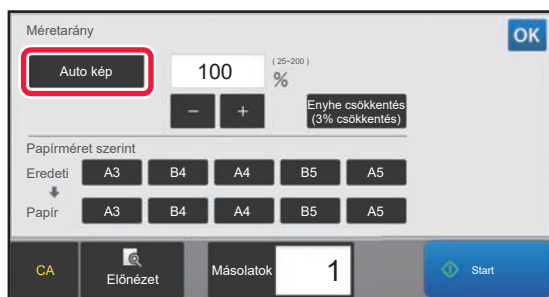 Méretarány
OK
Auto kép
100
(25~200)
%
−
+
Enyhe csökkentés
(3% csökkentés)
Papírméret szerint
Eredeti A3 B4 A4 B5 A5
Papír A3 B4 A4 B5 A5
CA
Előnézet
Másolatok 1
Start